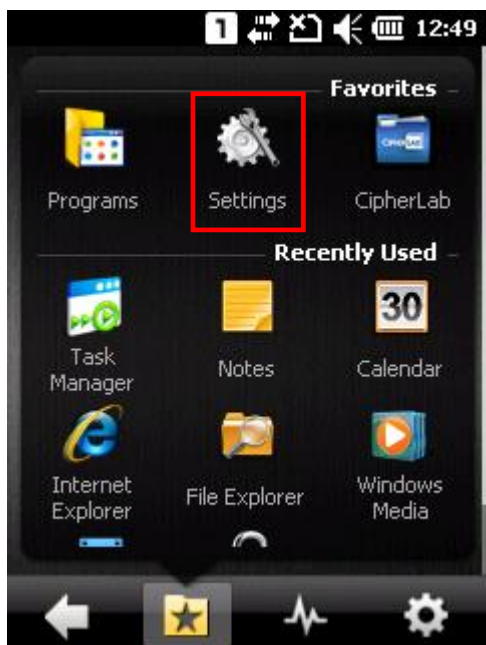 1 12:49
Favorites
Programs Settings CipherLab
Recently Used
30
Task Manager Notes Calendar
Internet Explorer File Explorer Windows Media